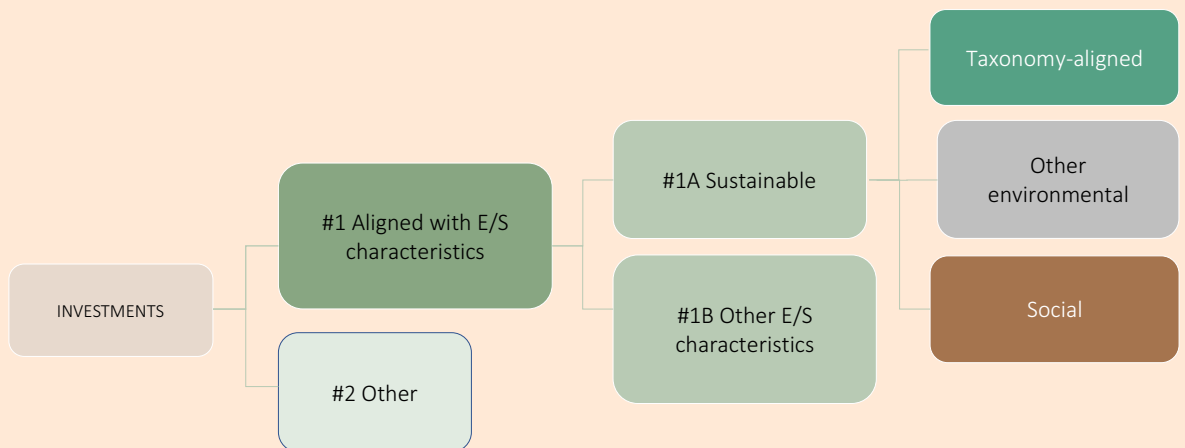 INVESTMENTS
#1 Aligned with E/S
characteristics
#2 Other
#1A Sustainable
#1B Other E/S
characteristics
Taxonomy-aligned
Other
environmental
Social